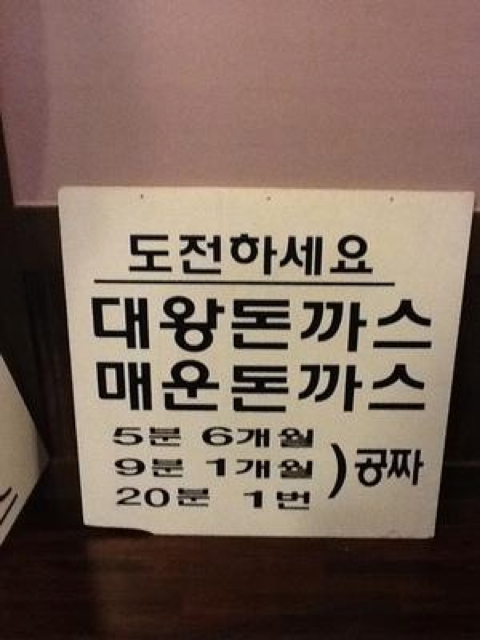 도전하세요
대왕돈까스
매운돈까스
5분 6개월
9분 1개월 ) 공짜
20분 1번